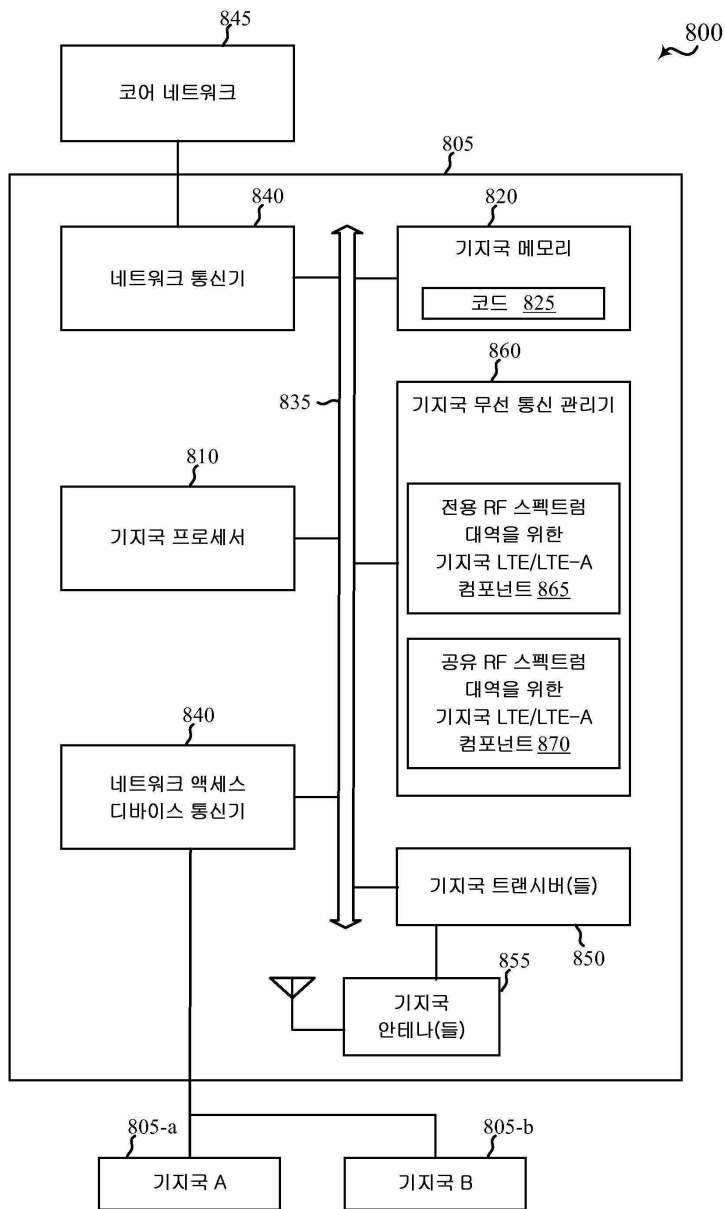 800
845
코어 네트워크
805
840
네트워크 통신기
820
기지국 메모리
코드 825
835
860
기지국 무선 통신 관리기
810
기지국 프로세서
전용 RF 스펙트럼
대역을 위한
기지국 LTE/LTE-A
컴포넌트 865
공유 RF 스펙트럼
대역을 위한
기지국 LTE/LTE-A
컴포넌트 870
840
네트워크 액세스
디바이스 통신기
기지국 트랜시버(들)
850
855
기지국
안테나(들)
805-a
기지국 A
805-b
기지국 B